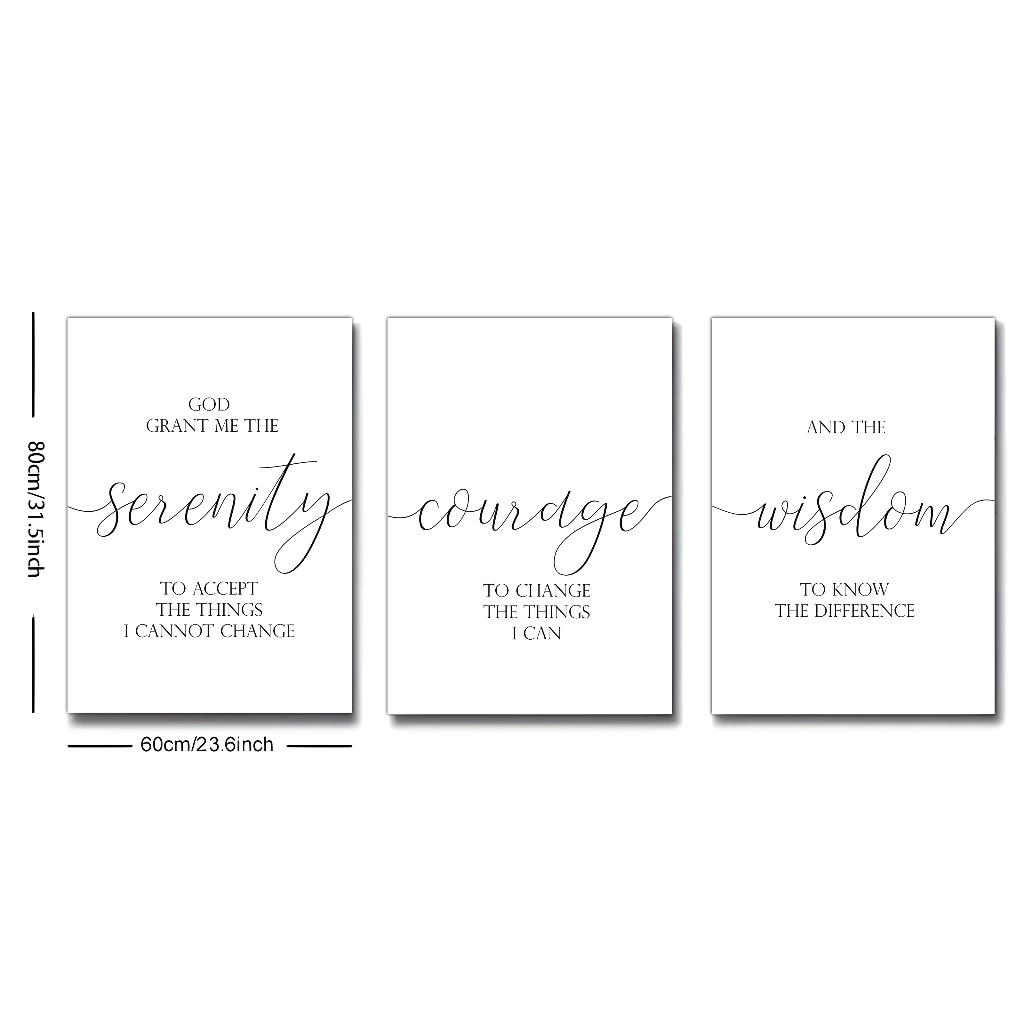 80cm/31.5inch
GOD
GRANT ME THE
serenity
TO ACCEPT
THE THINGS
I CANNOT CHANGE
courage
TO CHANGE
THE THINGS
I CAN
AND THE
wisdom
TO KNOW
THE DIFFERENCE
60cm/23.6inch